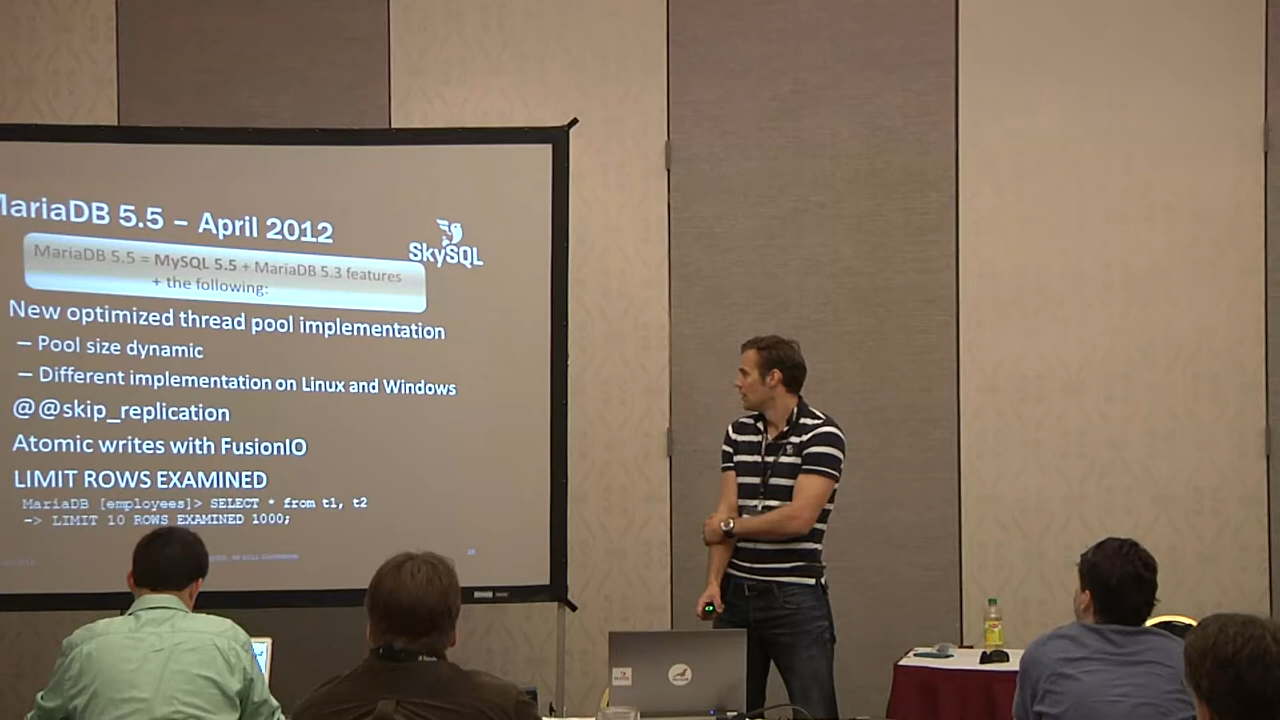 MariaDB 5.5 – April 2012
SkySQL
MariaDB 5.5 = MySQL 5.5 + MariaDB 5.3 features
+ the following:
New optimized thread pool implementation
– Pool size dynamic
– Different implementation on Linux and Windows
@@skip_replication
Atomic writes with FusionIO
LIMIT ROWS EXAMINED
MariaDB [employees]> SELECT * from t1, t2
-> LIMIT 10 ROWS EXAMINED 1000;